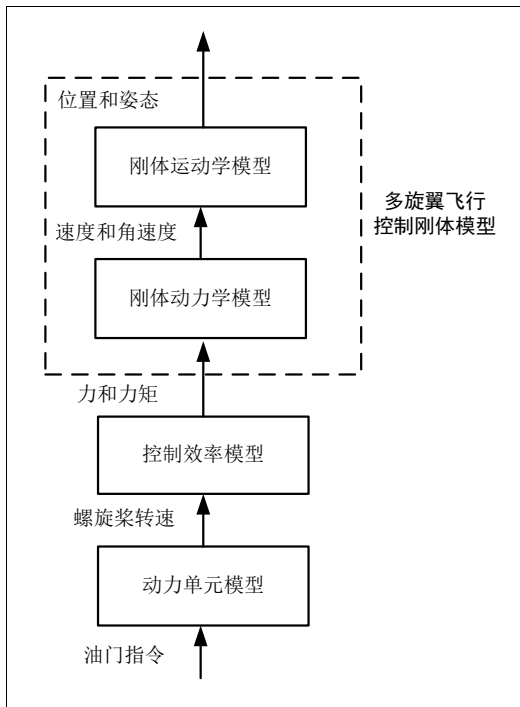 位置和姿态
刚体运动学模型
速度和角速度
多旋翼飞行
控制刚体模型
刚体动力学模型
力和力矩
控制效率模型
螺旋桨转速
动力单元模型
油门指令